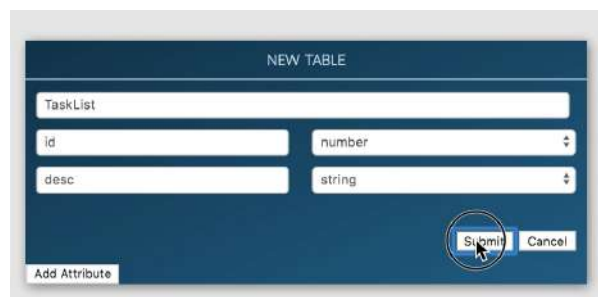 NEW TABLE
TaskList
id number
desc string
Submit Cancel
Add Attribute